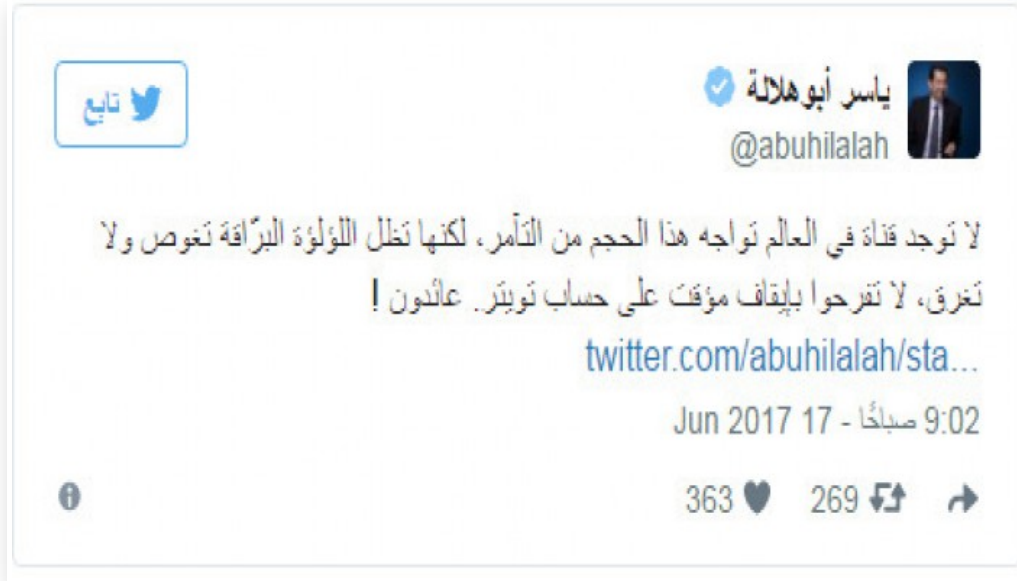 ياسر أبوهلالة
تابع
@abuhilalah
لا توجد قناة في العالم تواجه هذا الحجم من التآمر، لكنها تظل اللؤلؤة البرّاقة تغوص ولا
تغرق، لا تفرحوا بإيقاف مؤقت على حساب تويتر. عائدون !
twitter.com/abuhilalah/sta...
9:02 صباحًا - 17 Jun 2017
269 363